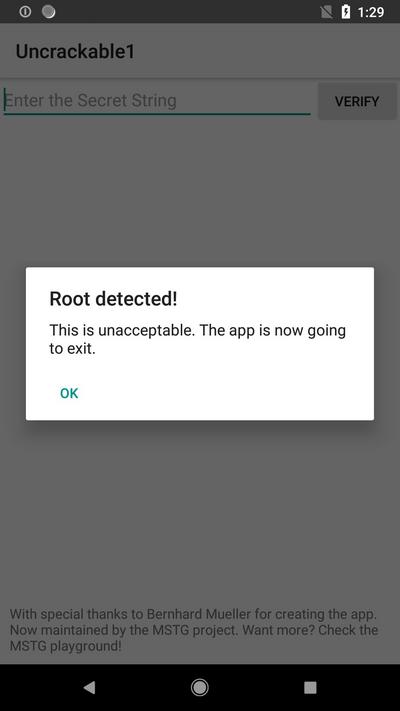 1:29
Uncrackable1
Enter the Secret String
VERIFY
Root detected!
This is unacceptable. The app is now going
to exit.
OK
With special thanks to Bernhard Mueller for creating the app.
Now maintained by the MSTG project. Want more? Check the
MSTG playground!